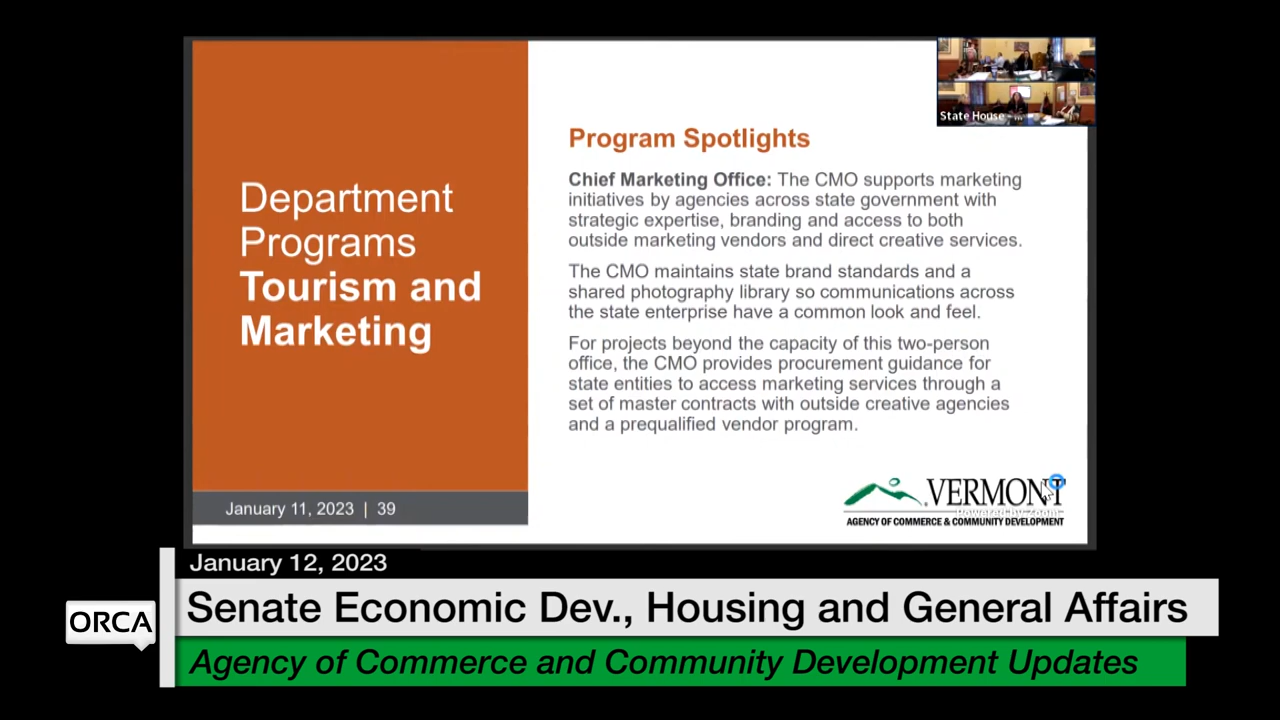 State House - ...
Department
Programs
Tourism and
Marketing
January 11, 2023 | 39
Program Spotlights
Chief Marketing Office: The CMO supports marketing
initiatives by agencies across state government with
strategic expertise, branding and access to both
outside marketing vendors and direct creative services.
The CMO maintains state brand standards and a
shared photography library so communications across
the state enterprise have a common look and feel.
For projects beyond the capacity of this two-person
office, the CMO provides procurement guidance for
state entities to access marketing services through a
set of master contracts with outside creative agencies
and a prequalified vendor program.
VERMONT
Powered by Zoom
AGENCY OF COMMERCE & COMMUNITY DEVELOPMENT
January 12, 2023
ORCA
Senate Economic Dev., Housing and General Affairs
Agency of Commerce and Community Development Updates